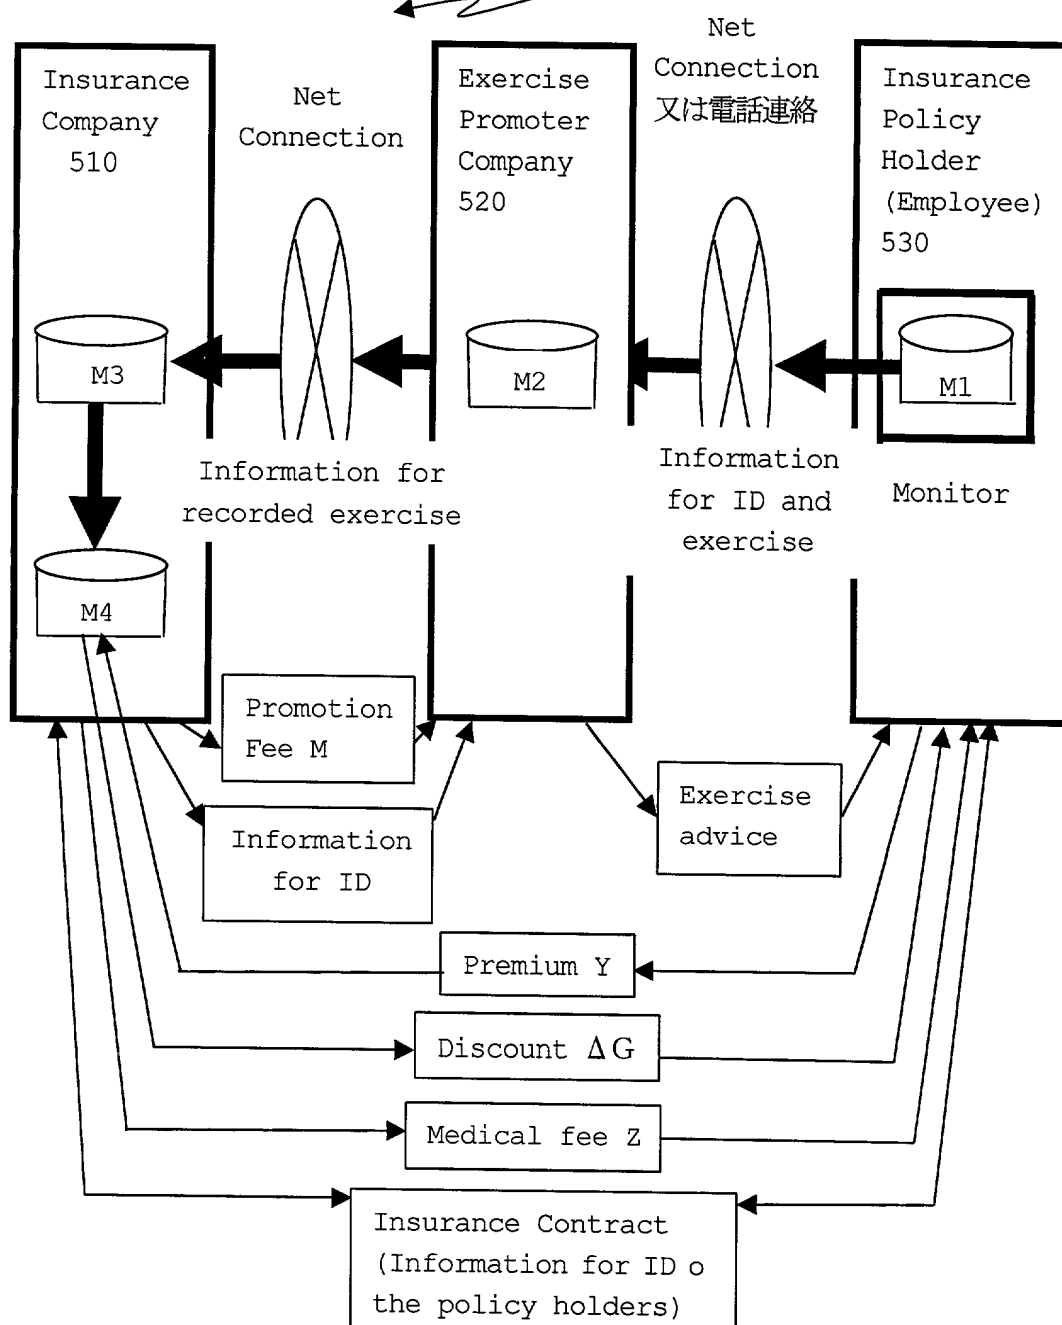 Insurance
Company
510
Net
Connection
Exercise
Promoter
Company
520
Net
Connection
又は電話連絡
Insurance
Policy
Holder
(Employee)
530
M3
M2
M1
Information for
recorded exercise
Information
for ID and
exercise
Monitor
M4
Promotion
Fee M
Information
for ID
Exercise
advice
Premium Y
Discount ΔG
Medical fee Z
Insurance Contract
(Information for ID o
the policy holders)